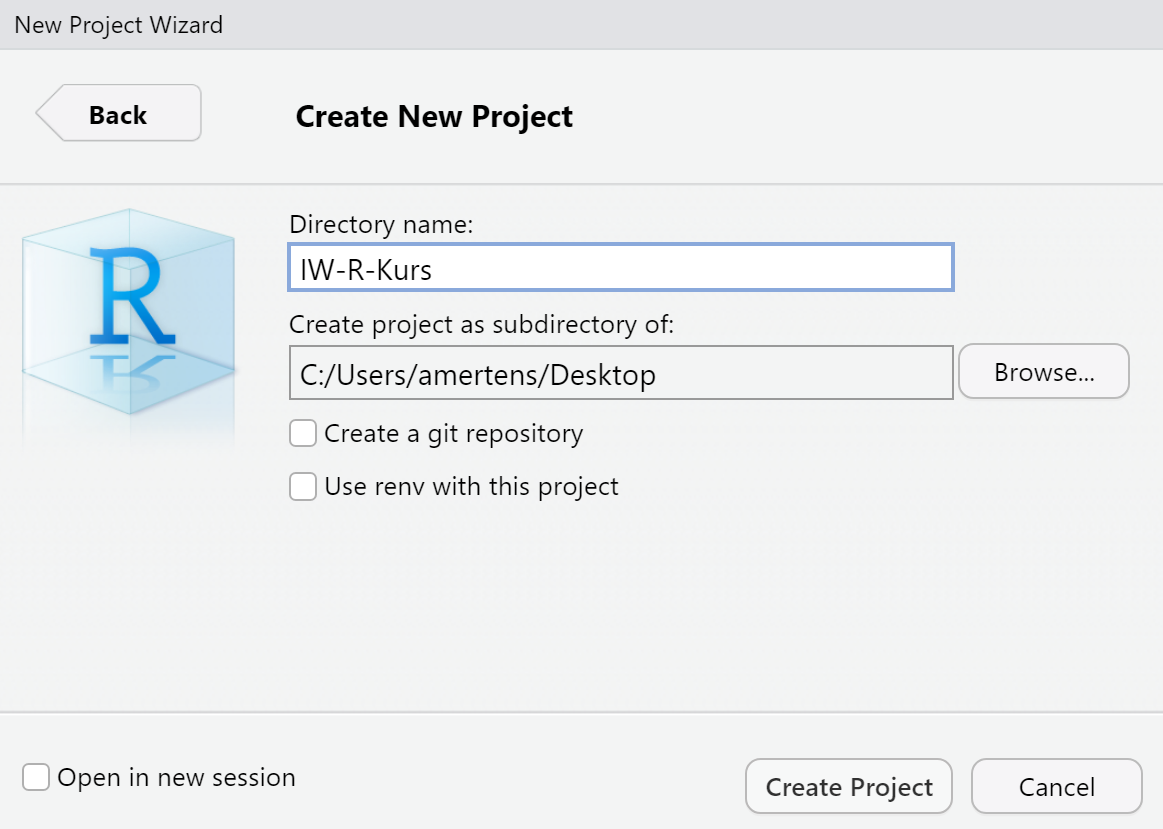 New Project Wizard
Back
Create New Project
R
Directory name:
IW-R-Kurs
Create project as subdirectory of:
C:/Users/amertens/Desktop
Browse...
Create a git repository
Use renv with this project
Open in new session
Create Project
Cancel